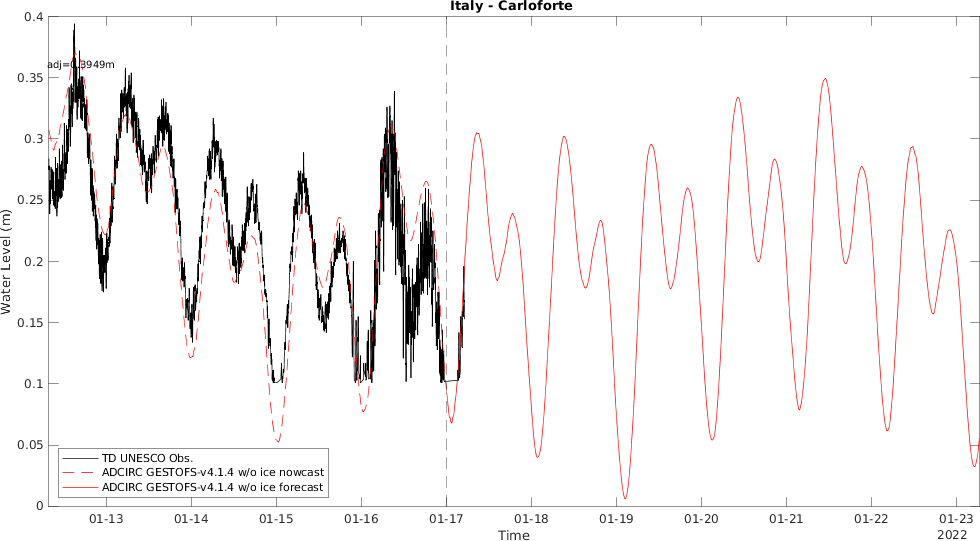 Italy - Carloforte
0.4
0.35
0.3
0.25
0.2
0.15
0.1
0.05
0
Water Level (m)
adj=0.3949m
TD UNESCO Obs.
ADCIRC GESTOFS-v4.1.4 w/o ice nowcast
ADCIRC GESTOFS-v4.1.4 w/o ice forecast
01-13 01-14 01-15 01-16 01-17 01-18 01-19 01-20 01-21 01-22 01-23
2022
Time